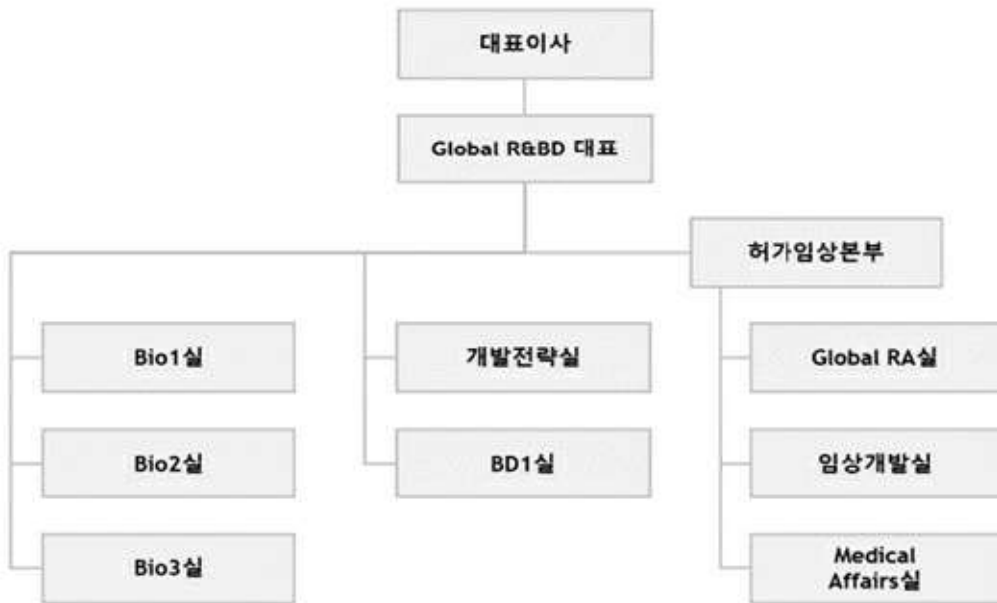 대표이사
Global R&BD 대표
허가임상본부
Bio1실
개발전략실
Global RA실
Bio2실
BD1실
임상개발실
Bio3실
Medical
Affairs실